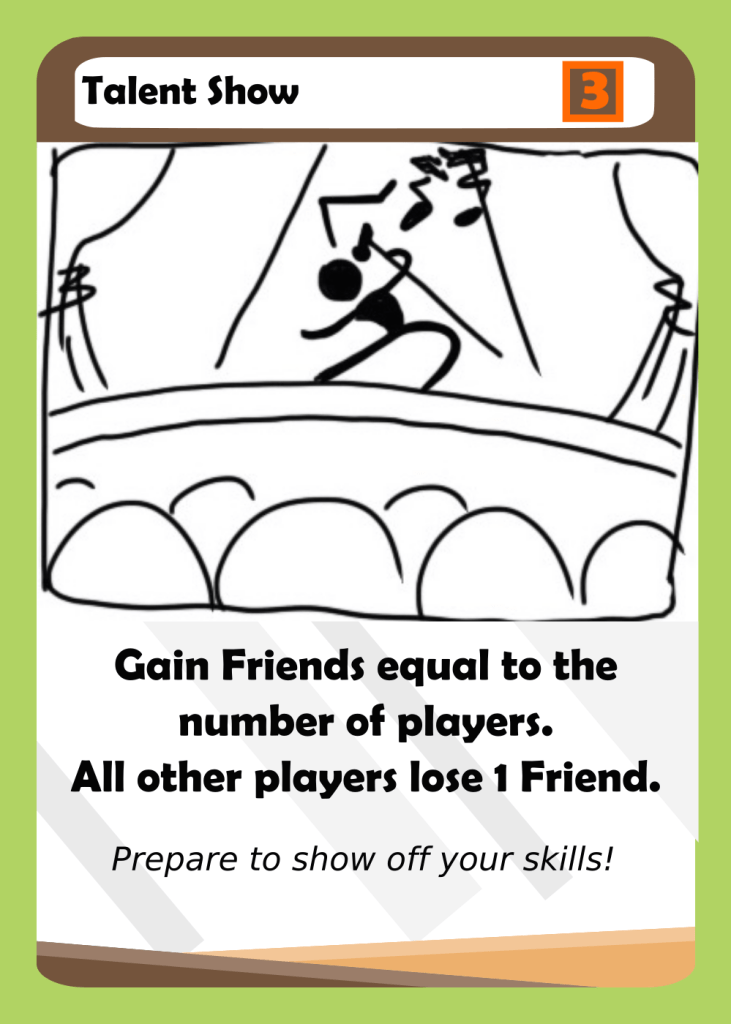 Talent Show
3
Gain Friends equal to the
number of players.
All other players lose 1 Friend.
Prepare to show off your skills!